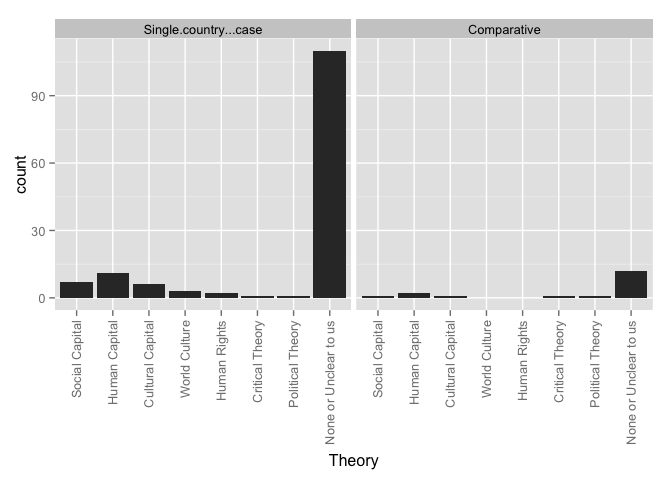 Single.country...case
Comparative
count
90
60
30
0
Social Capital
Human Capital
Cultural Capital
World Culture
Human Rights
Critical Theory
Political Theory
None or Unclear to us
Social Capital
Human Capital
Cultural Capital
World Culture
Human Rights
Critical Theory
Political Theory
None or Unclear to us
Theory